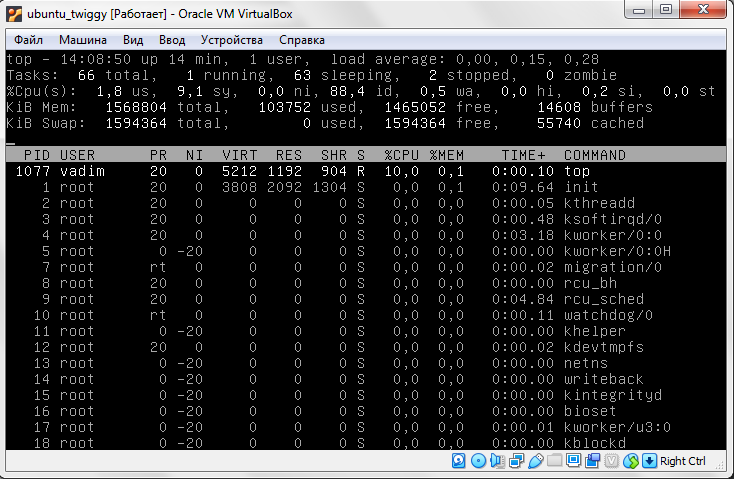 ubuntu_twiggy [Работает] - Oracle VM VirtualBox
Файл Машина Вид Ввод Устройства Справка
top - 14:08:50 up 14 min, 1 user, load average: 0,00, 0,15, 0,28
Tasks: 66 total, 1 running, 63 sleeping, 2 stopped, 0 zombie
%Cpu(s): 1,8 us, 9,1 sy, 0,0 ni, 88,4 id, 0,5 wa, 0,0 hi, 0,2 si, 0,0 st
KiB Mem: 1568804 total, 103752 used, 1465052 free, 14608 buffers
KiB Swap: 1594364 total, 0 used, 1594364 free, 55740 cached
PID USER PR NI VIRT RES SHR S %CPU %MEM TIME+ COMMAND
1077 vadim 20 0 5212 1192 904 R 10,0 0,1 0:00.10 top
1 root 20 0 3808 2092 1304 S 0,0 0,1 0:09.64 init
2 root 20 0 0 0 0 S 0,0 0,0 0:00.05 kthreadd
3 root 20 0 0 0 0 S 0,0 0,0 0:00.48 ksoftirqd/0
4 root 20 0 0 0 0 S 0,0 0,0 0:03.18 kworker/0:0
5 root 0 -20 0 0 0 S 0,0 0,0 0:00.00 kworker/0:0H
7 root rt 0 0 0 0 S 0,0 0,0 0:00.02 migration/0
8 root 20 0 0 0 0 S 0,0 0,0 0:00.00 rcu_bh
9 root 20 0 0 0 0 S 0,0 0,0 0:04.84 rcu_sched
10 root rt 0 0 0 0 S 0,0 0,0 0:00.11 watchdog/0
11 root 0 -20 0 0 0 S 0,0 0,0 0:00.00 khelper
12 root 20 0 0 0 0 S 0,0 0,0 0:00.02 kdevtmpfs
13 root 0 -20 0 0 0 S 0,0 0,0 0:00.00 netns
14 root 0 -20 0 0 0 S 0,0 0,0 0:00.00 writeback
15 root 0 -20 0 0 0 S 0,0 0,0 0:00.00 kintegrityd
16 root 0 -20 0 0 0 S 0,0 0,0 0:00.00 bioset
17 root 0 -20 0 0 0 S 0,0 0,0 0:00.01 kworker/u3:0
18 root 0 -20 0 0 0 S 0,0 0,0 0:00.00 kblockd
Right Ctrl